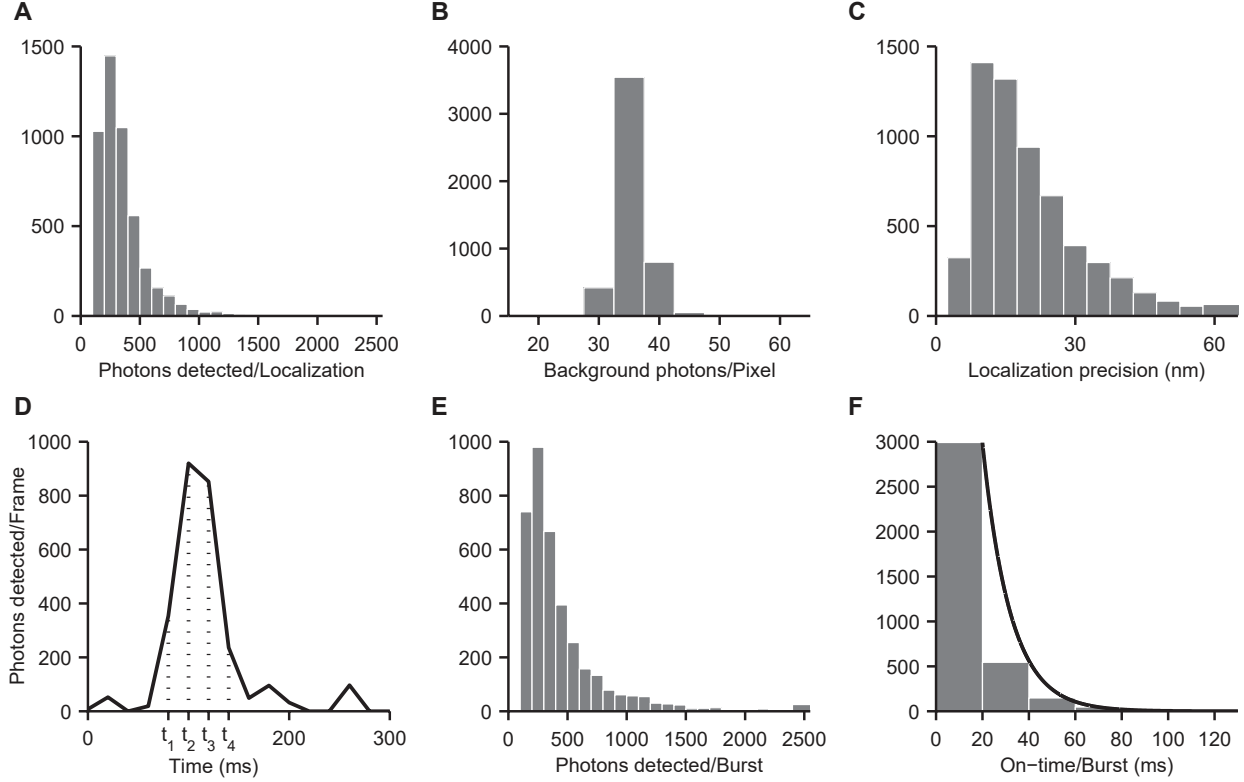 A
1500
1000
500
0
0 500 1000 1500 2000 2500
Photons detected/Localization
B
4000
3000
2000
1000
0
20 30 40 50 60
Background photons/Pixel
C
1500
1000
500
0
0 30 60
Localization precision (nm)
D
Photons detected/Frame
1000
800
600
400
200
0
0 t1 t2 t3 t4 200 300
Time (ms)
E
1000
800
600
400
200
0
0 500 1000 1500 2000 2500
Photons detected/Burst
F
3000
2500
2000
1500
1000
500
0
0 20 40 60 80 100 120
On−time/Burst (ms)